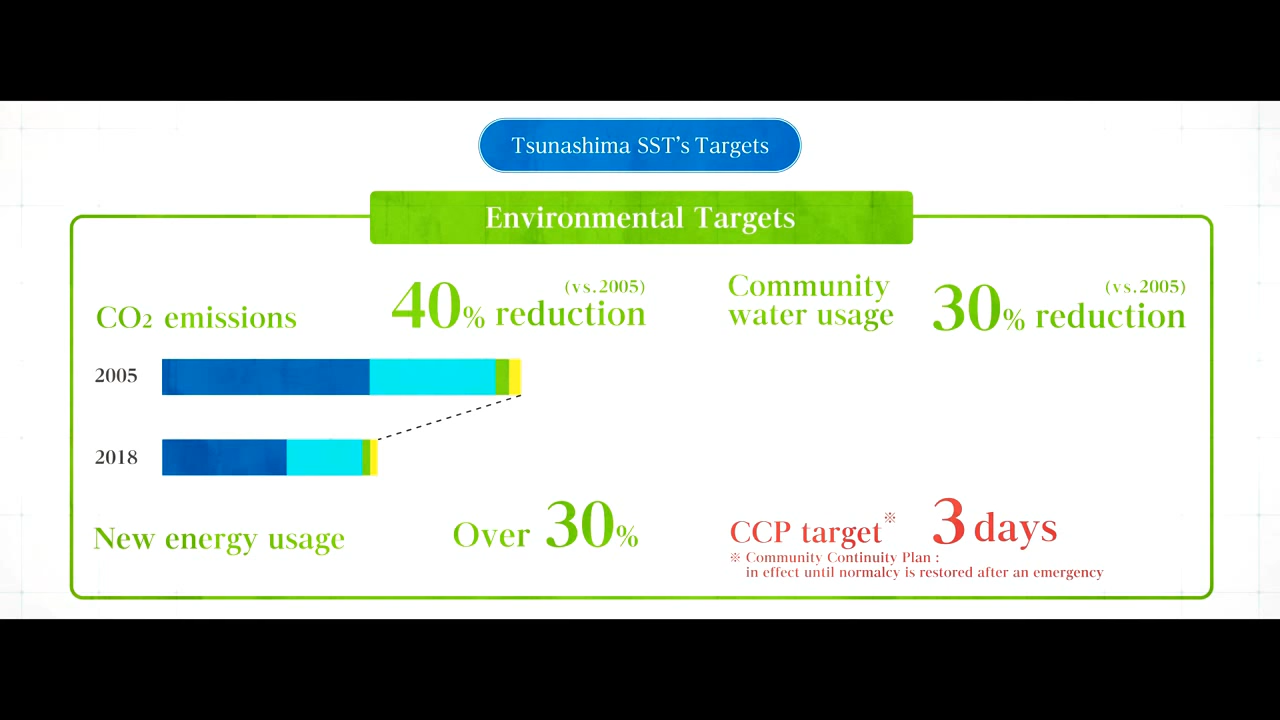 Tsunashima SST's Targets
Environmental Targets
CO2 emissions
40% reduction
(vs.2005)
Community
water usage
30% reduction
(vs.2005)
2005
2018
New energy usage
Over 30%
CCP target※
3 days
※ Community Continuity Plan :
in effect until normalcy is restored after an emergency